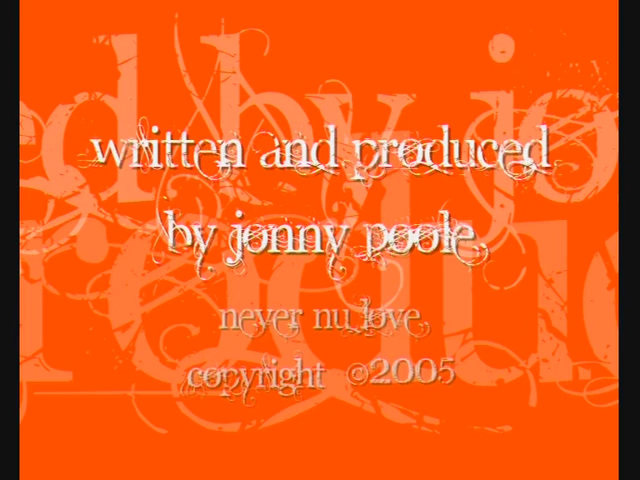 written and produced
by jonny poole
never nu love
copyright ©2005